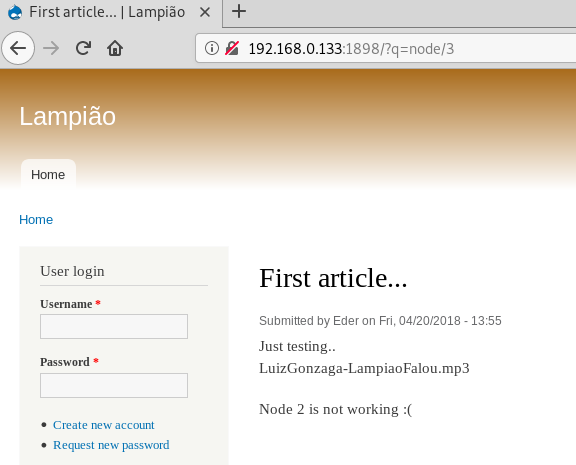 First article... | Lampião
192.168.0.133:1898/?q=node/3
Lampião
Home
Home
User login
Username *
Password *
Create new account
Request new password
First article...
Submitted by Eder on Fri, 04/20/2018 - 13:55
Just testing..
LuizGonzaga-LampiaoFalou.mp3
Node 2 is not working :(